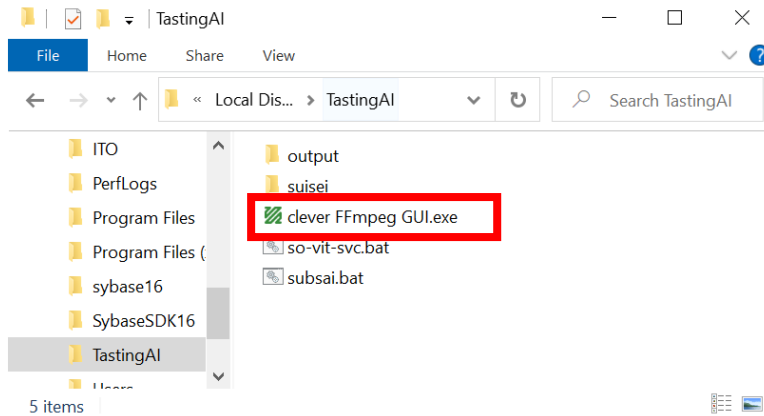 TastingAI
File Home Share View
« Local Dis... > TastingAI
Search TastingAI
ITO
PerfLogs
Program Files
Program Files (
sybase16
SybaseSDK16
TastingAI
Users
output
suisei
clever FFmpeg GUI.exe
so-vit-svc.bat
subsai.bat
5 items